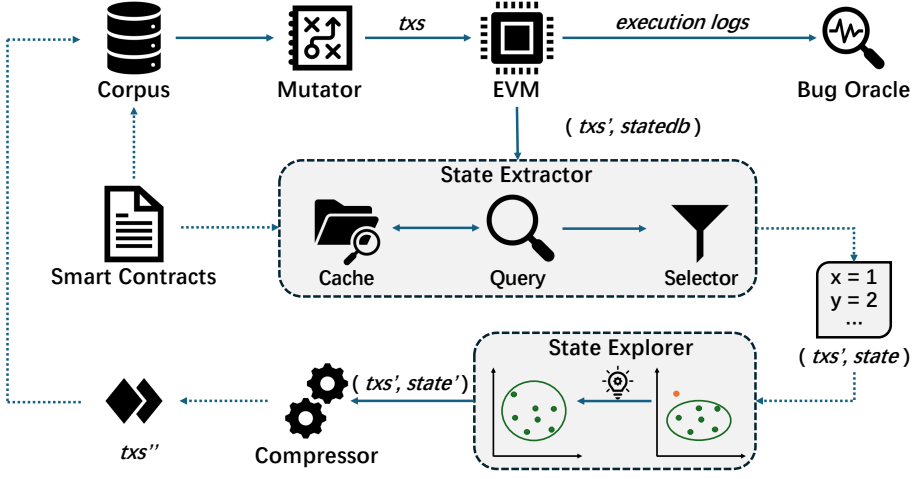 txs
execution logs
Corpus
Mutator
EVM
Bug Oracle
( txs', statedb )
State Extractor
Smart Contracts
Cache
Query
Selector
x = 1
y = 2
...
( txs', state )
State Explorer
( txs', state' )
txs''
Compressor